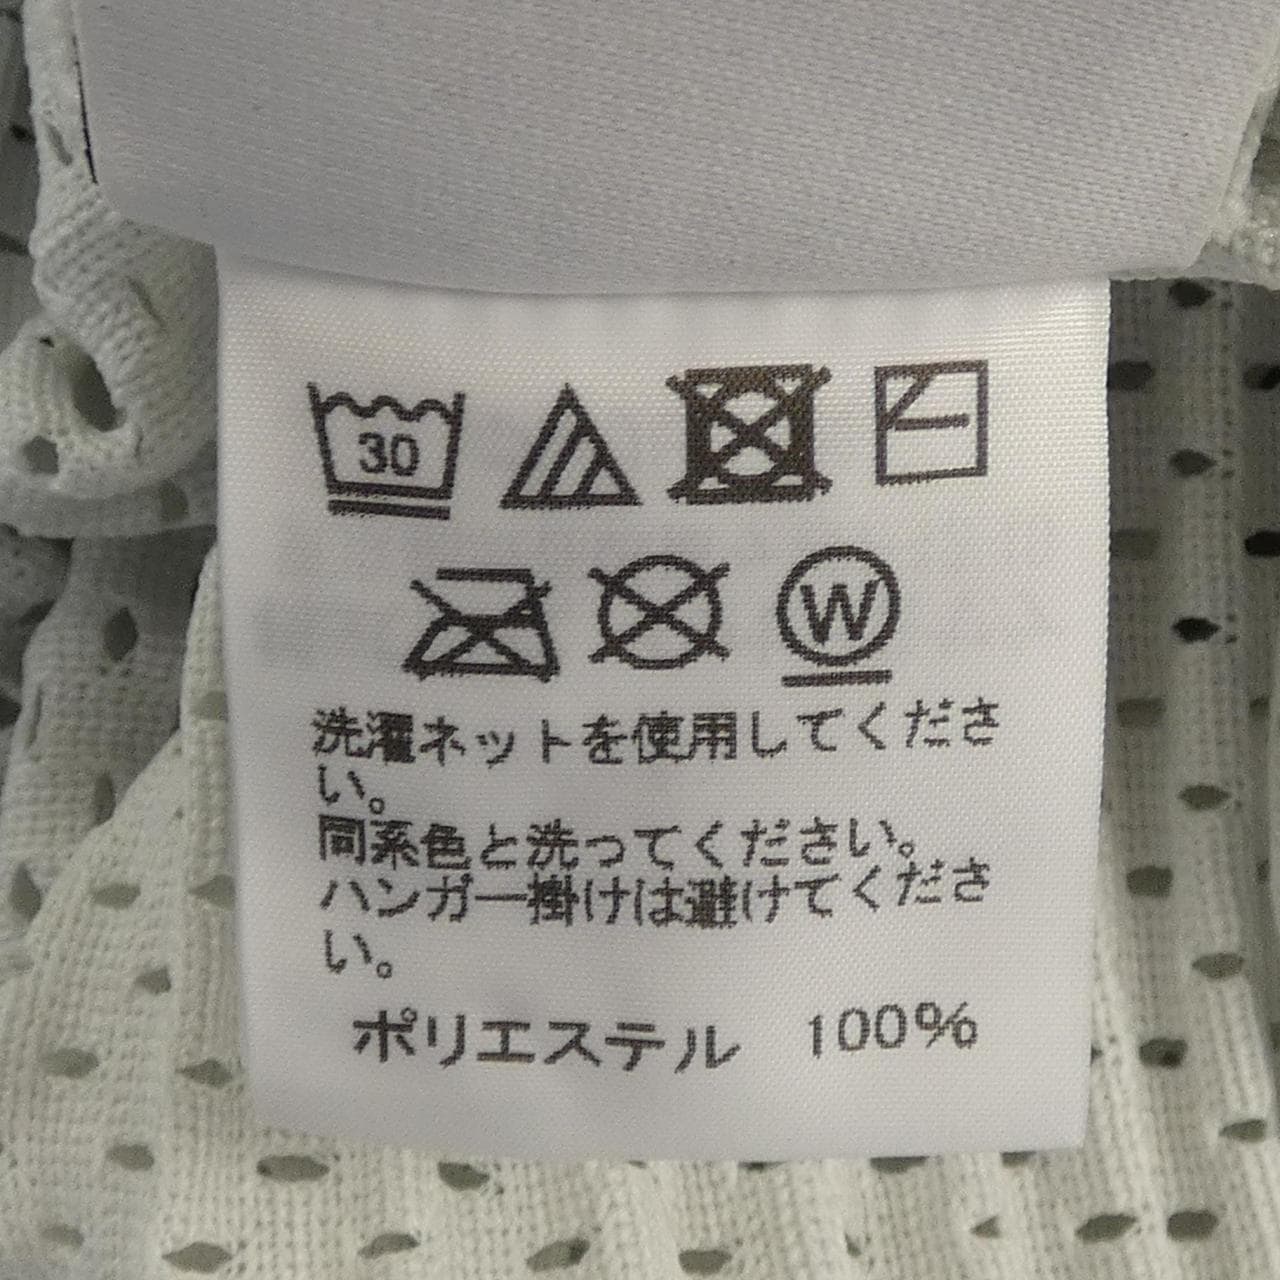 30
W
洗濯ネットを使用してくださ
い。
同系色と洗ってください。
ハンガー掛けは避けてくださ
い。
ポリエステル 100%